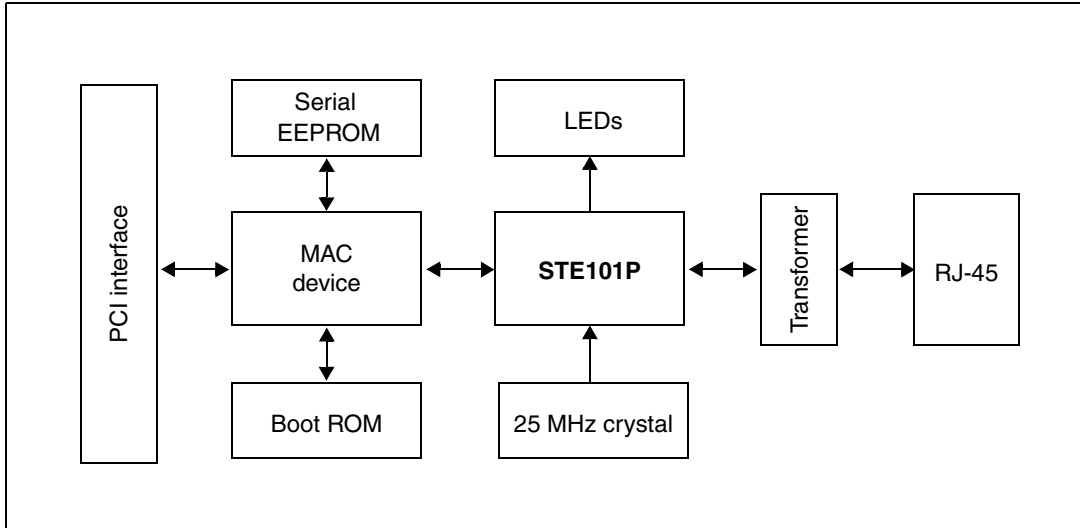 PCI interface
Serial
EEPROM
MAC
device
Boot ROM
LEDs
STE101P
25 MHz crystal
Transformer
RJ-45